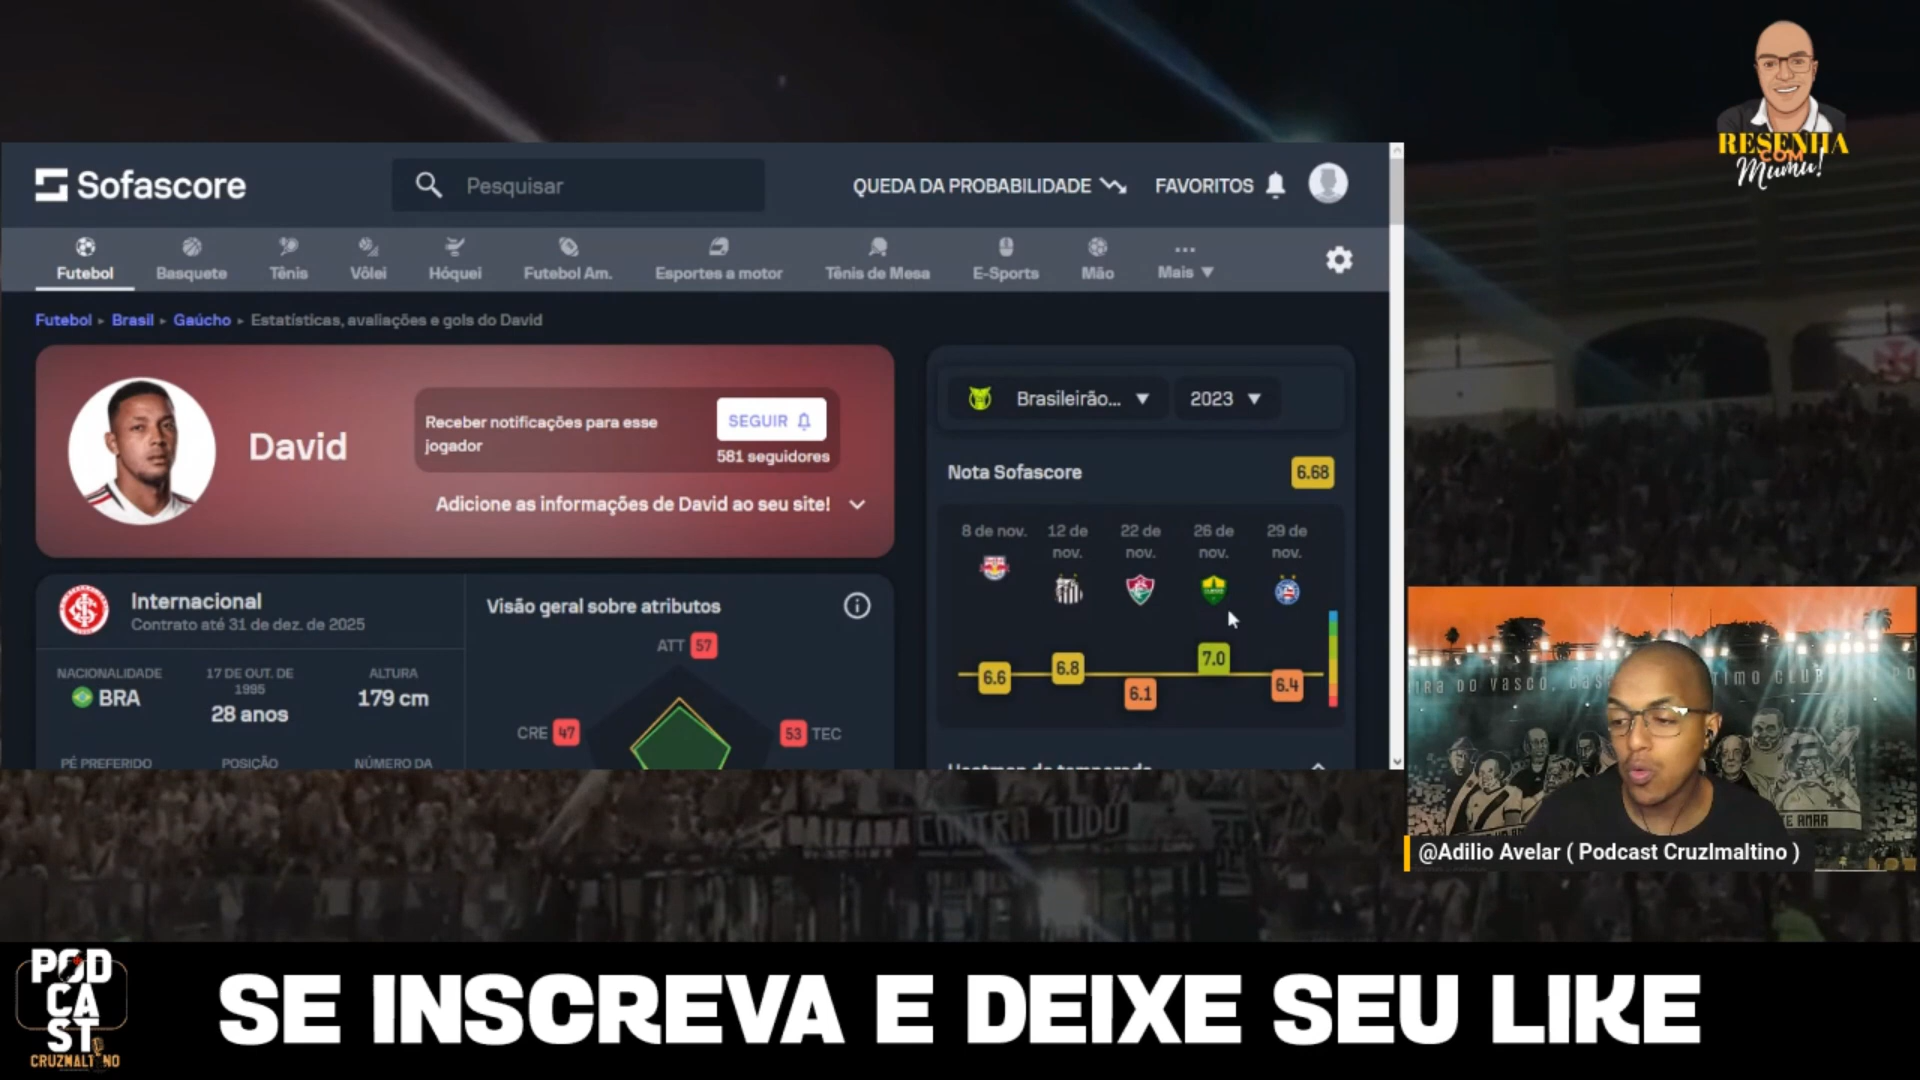 RESENHA
COM
Mumu!
Sofascore
Pesquisar
QUEDA DA PROBABILIDADE
FAVORITOS
Futebol
Basquete
Tênis
Vôlei
Hóquei
Futebol Am.
Esportes a motor
Tênis de Mesa
E-Sports
Mão
Mais ▼
Futebol ▸ Brasil ▸ Gaúcho ▸ Estatísticas, avaliações e gols do David
David
Receber notificações para esse
jogador
SEGUIR
581 seguidores
Adicione as informações de David ao seu site!
Brasileirão... ▼
2023 ▼
Nota Sofascore
6.68
8 de nov.
12 de
nov.
22 de
nov.
26 de
nov.
29 de
nov.
6.6
6.8
6.1
7.0
6.4
Internacional
Contrato até 31 de dez. de 2025
NACIONALIDADE
BRA
17 DE OUT. DE
1995
28 anos
ALTURA
179 cm
PÉ PREFERIDO
POSIÇÃO
NÚMERO DA
Visão geral sobre atributos
ATT 57
CRE 47
53 TEC
CONTRA TUDO
@Adilio Avelar ( Podcast Cruzlmaltino )
PODCAST
CRUZMALTINO
SE INSCREVA E DEIXE SEU LIKE